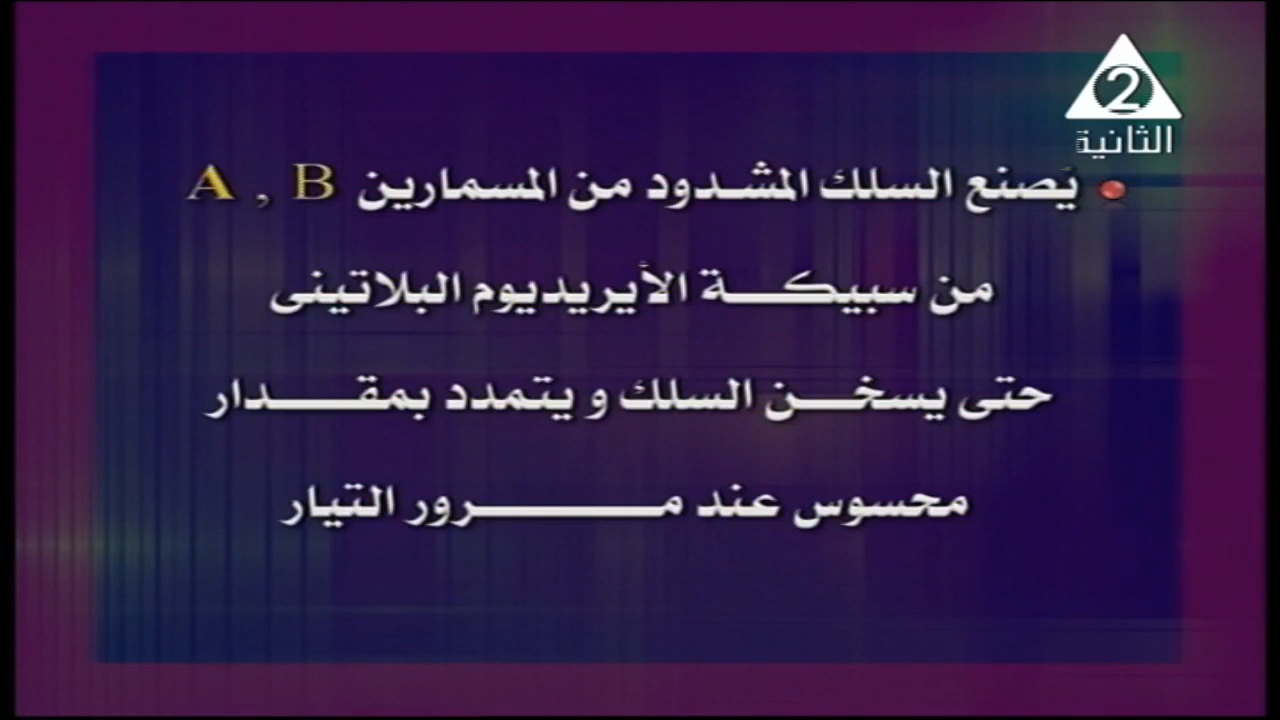 2
الثانية
يُصنع السلك المشدود من المسمارين A , B
من سبيكة الأيريديوم البلاتينى
حتى يسخن السلك و يتمدد بمقدار
محسوس عند مرور التيار